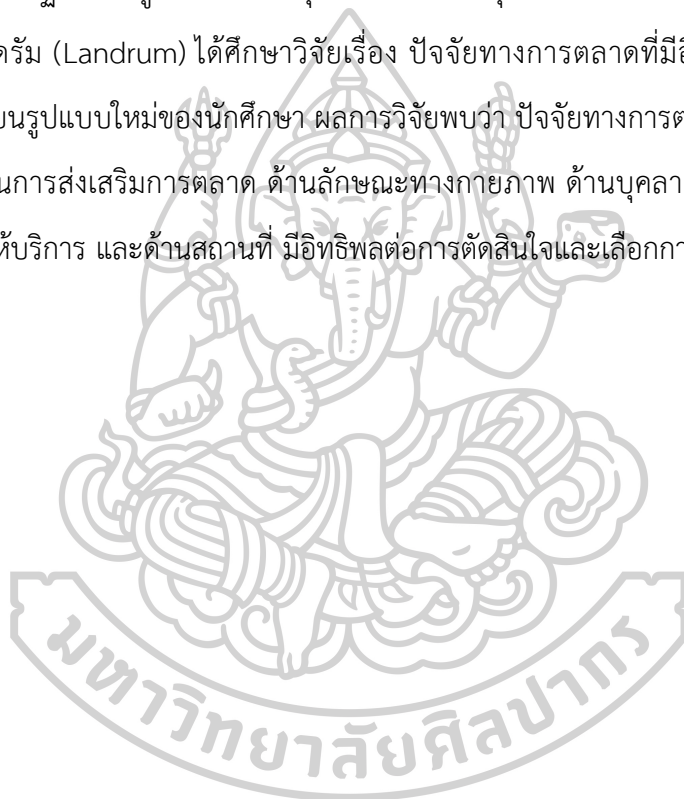 ดรัม (Landrum) ได้ศึกษาวิจัยเรื่อง ปัจจัยทางการตลาดที่มี
นรูปแบบใหม่ของนักศึกษา ผลการวิจัยพบว่า ปัจจัยทางการต
นการส่งเสริมการตลาด ด้านลักษณะทางกายภาพ ด้านบุคลา
ห้บริการ และด้านสถานที่ มีอิทธิพลต่อการตัดสินใจและเลือกกา
มหาวิทยาลัยศิลปากร